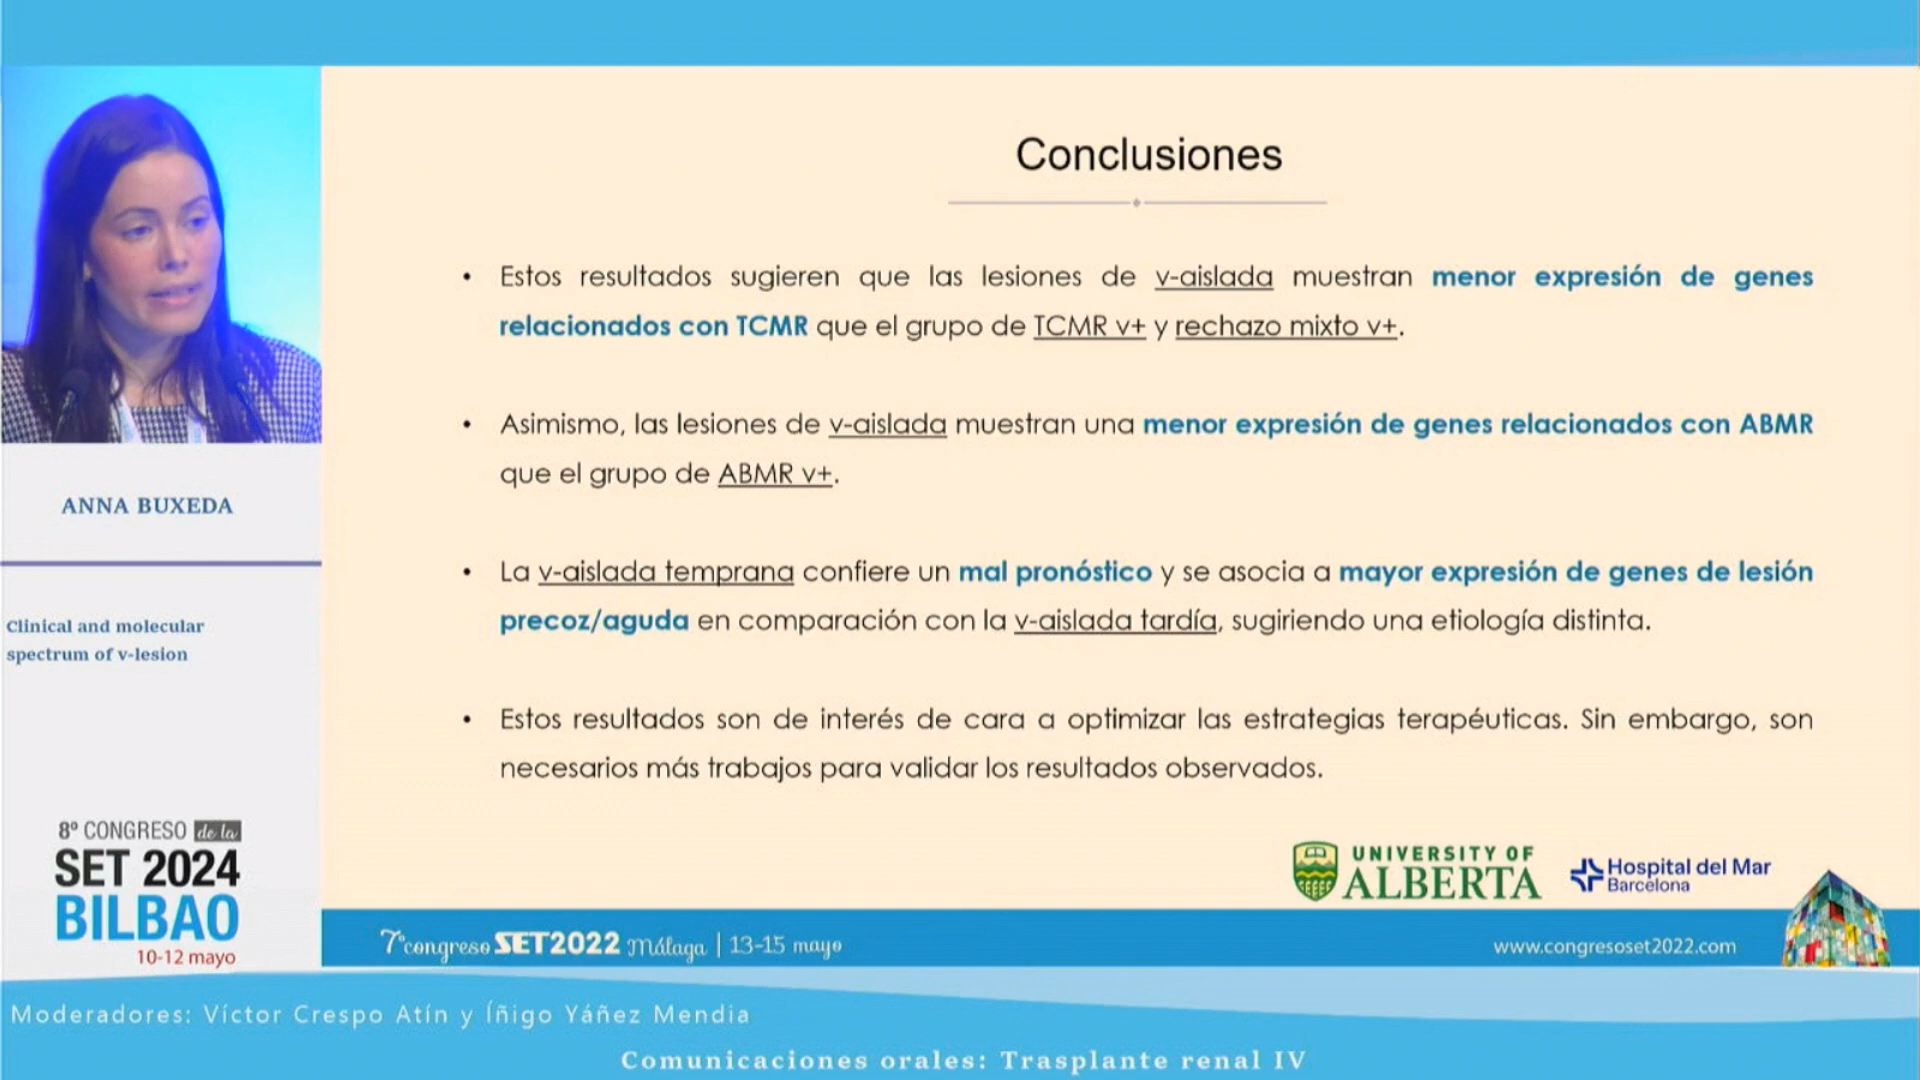 Conclusiones
• Estos resultados sugieren que las lesiones de v-aislada muestran menor expresión de genes
relacionados con TCMR que el grupo de TCMR v+ y rechazo mixto v+.
• Asimismo, las lesiones de v-aislada muestran una menor expresión de genes relacionados con ABMR
que el grupo de ABMR v+.
• La v-aislada temprana confiere un mal pronóstico y se asocia a mayor expresión de genes de lesión
precoz/aguda en comparación con la v-aislada tardía, sugiriendo una etiología distinta.
• Estos resultados son de interés de cara a optimizar las estrategias terapéuticas. Sin embargo, son
necesarios más trabajos para validar los resultados observados.
UNIVERSITY OF
ALBERTA
Hospital del Mar
Barcelona
7º congreso SET2022 Málaga | 13-15 mayo
www.congresoset2022.com
ANNA BUXEDA
Clinical and molecular
spectrum of v-lesion
8º CONGRESO de la
SET 2024
BILBAO
10-12 mayo
Moderadores: Víctor Crespo Atín y Íñigo Yáñez Mendia
Comunicaciones orales: Trasplante renal IV